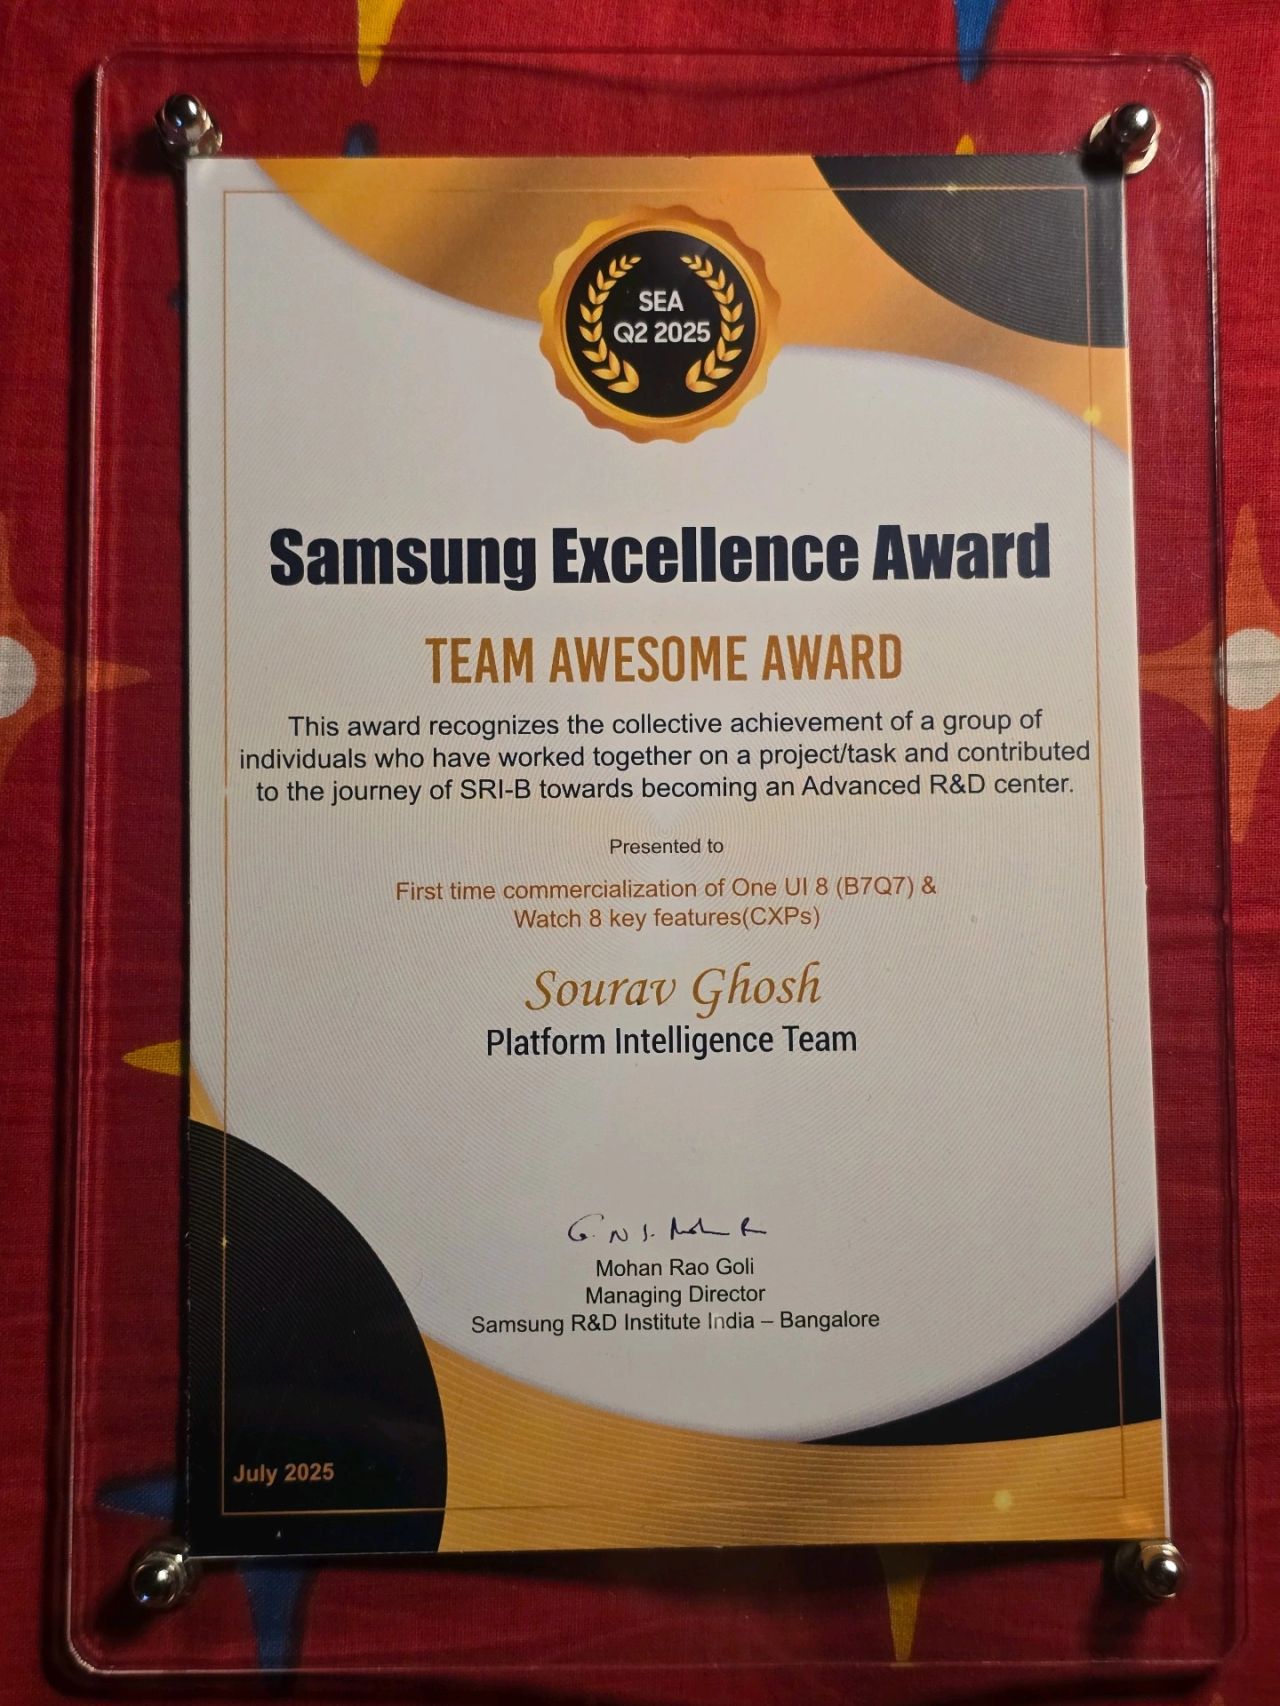 SEA
Q2 2025
Samsung Excellence Award
TEAM AWESOME AWARD
This award recognizes the collective achievement of a group of
individuals who have worked together on a project/task and contributed
to the journey of SRI-B towards becoming an Advanced R&D center.
Presented to
First time commercialization of One UI 8 (B7Q7) &
Watch 8 key features(CXPs)
Sourav Ghosh
Platform Intelligence Team
Mohan Rao Goli
Managing Director
Samsung R&D Institute India – Bangalore
July 2025